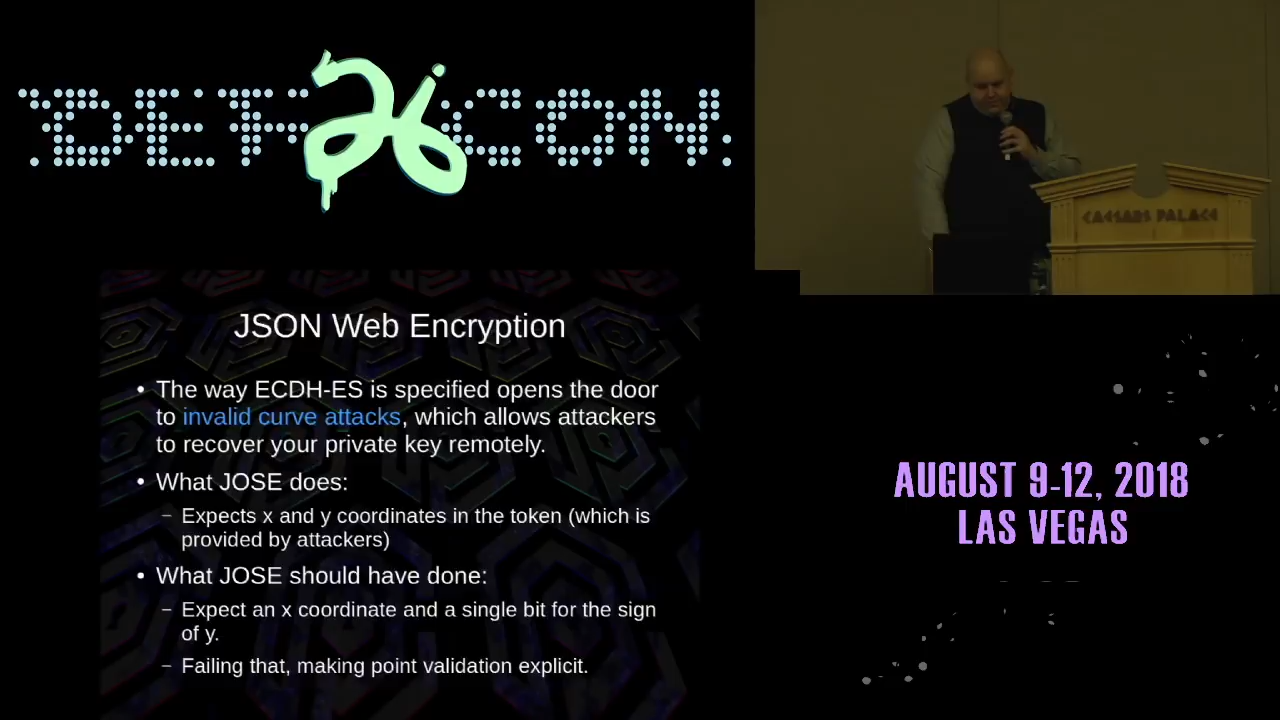 DEF 26 CON
CAESARS PALACE
JSON Web Encryption
• The way ECDH-ES is specified opens the door
to invalid curve attacks, which allows attackers
to recover your private key remotely.
• What JOSE does:
– Expects x and y coordinates in the token (which is
provided by attackers)
• What JOSE should have done:
– Expect an x coordinate and a single bit for the sign
of y.
– Failing that, making point validation explicit.
AUGUST 9-12, 2018
LAS VEGAS